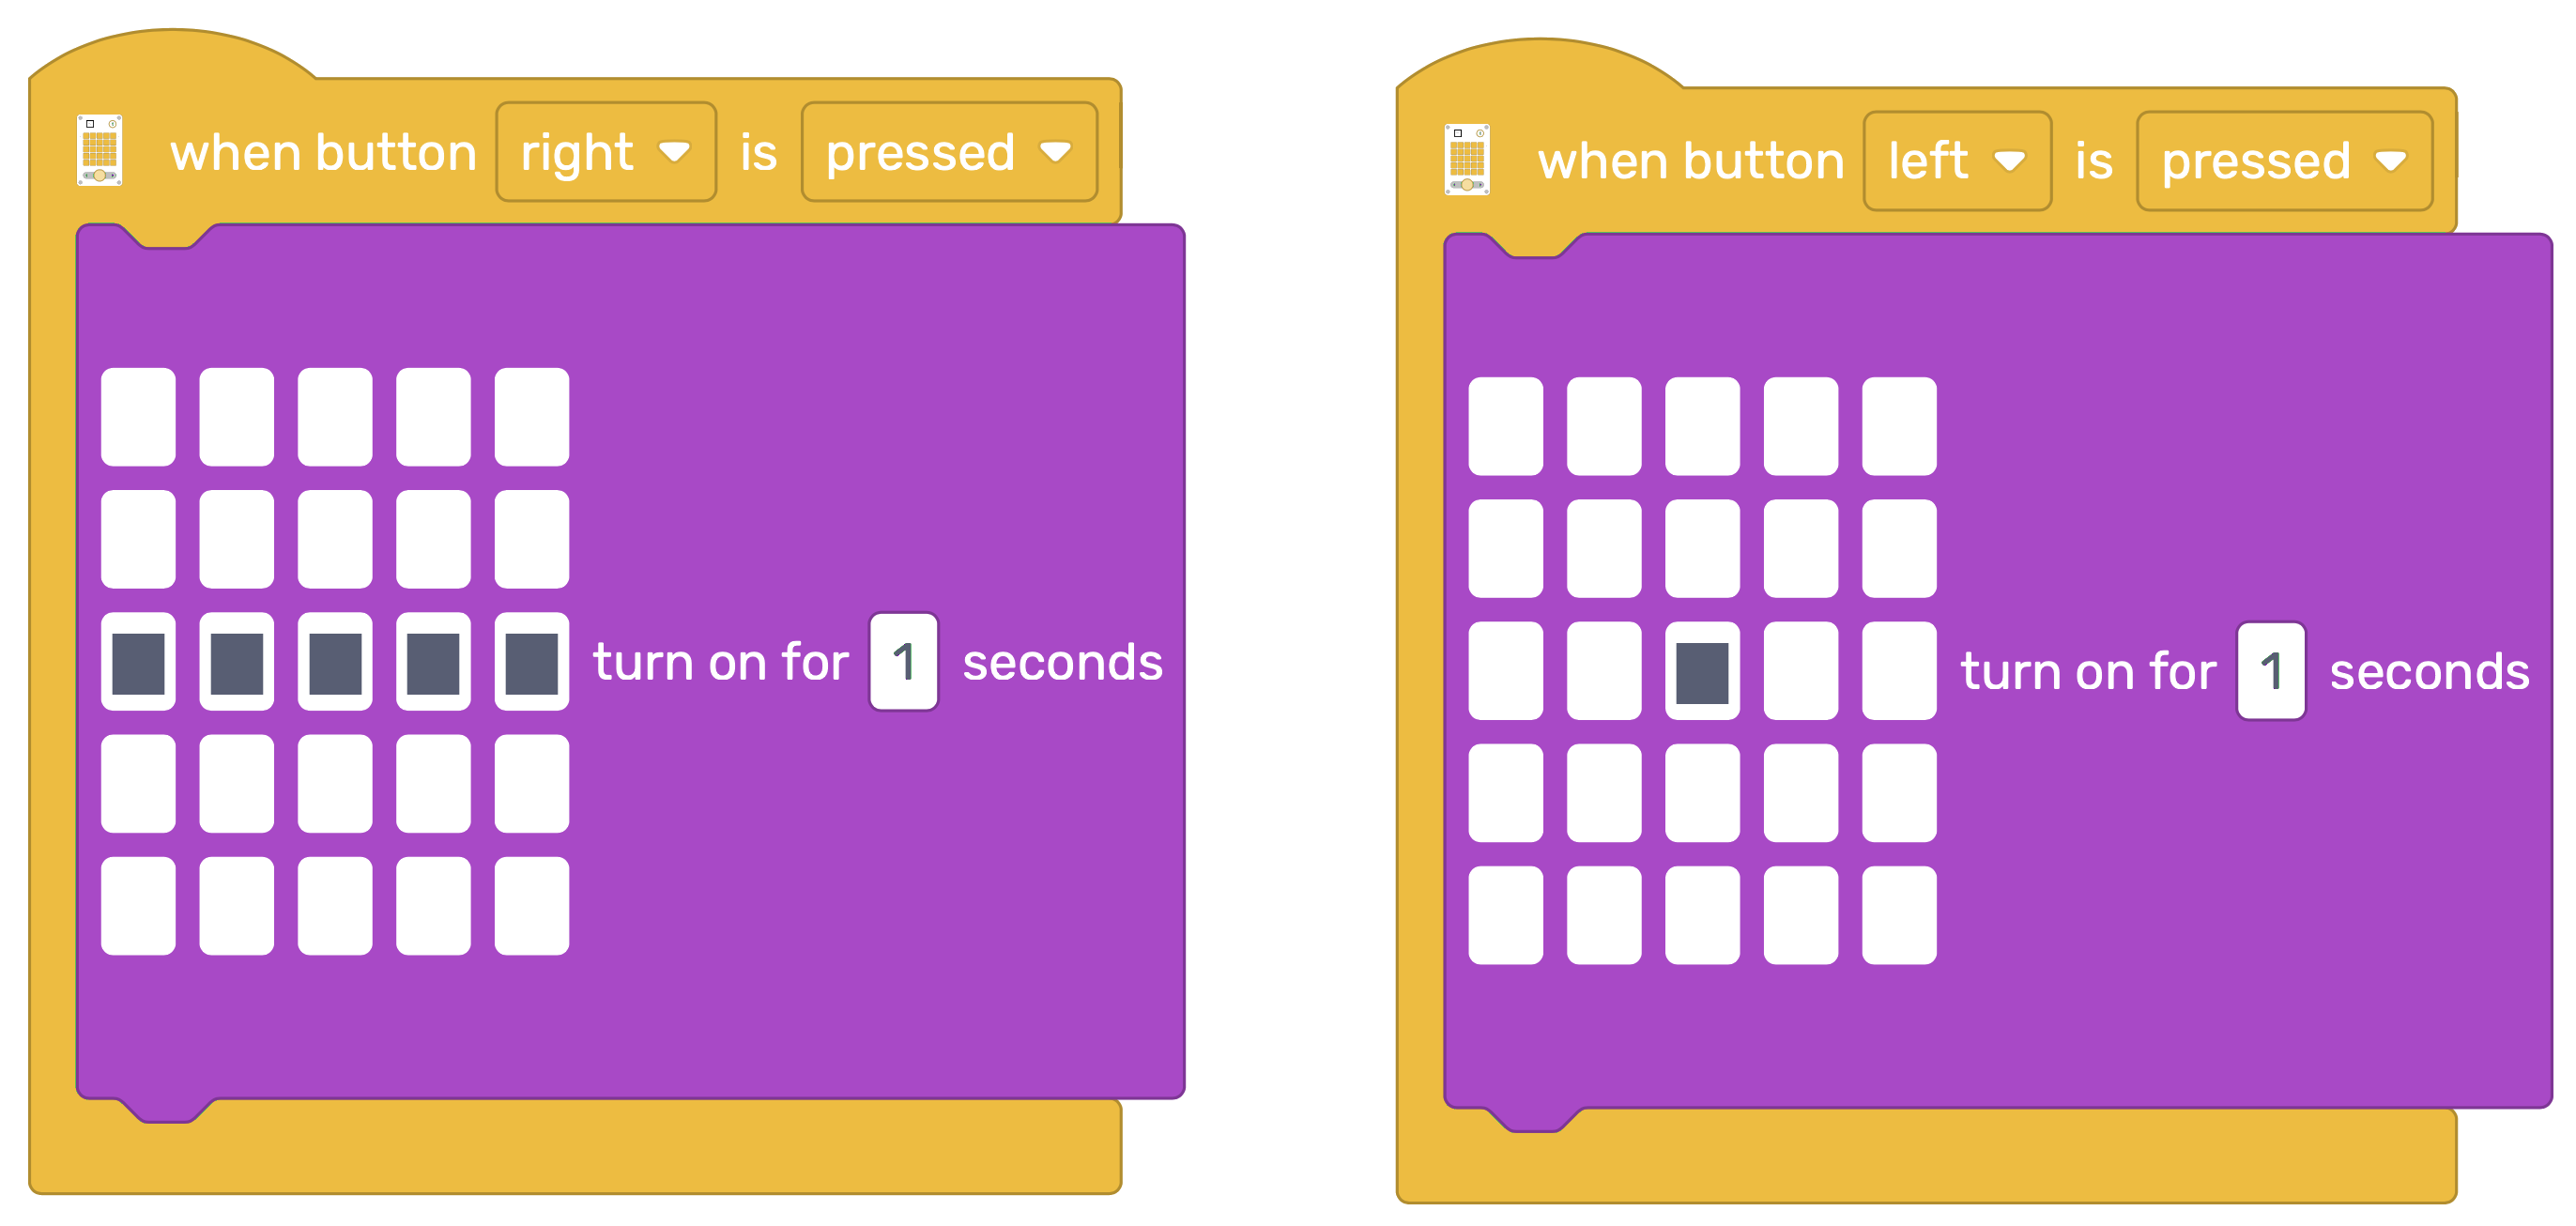 when button right is pressed
turn on for 1 seconds
when button left is pressed
turn on for 1 seconds